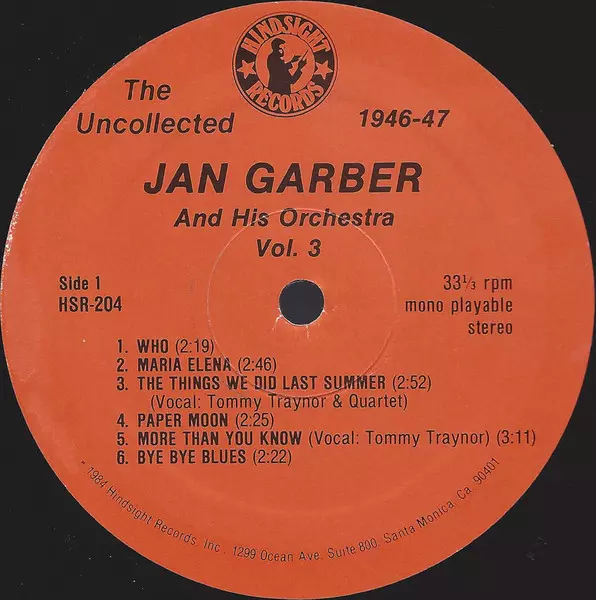 HINDSIGHT
RECORDS
The
Uncollected
1946-47
JAN GARBER
And His Orchestra
Vol. 3
Side 1
HSR-204
33⅓ rpm
mono playable
stereo
1. WHO (2:19)
2. MARIA ELENA (2:46)
3. THE THINGS WE DID LAST SUMMER (2:52)
(Vocal: Tommy Traynor & Quartet)
4. PAPER MOON (2:25)
5. MORE THAN YOU KNOW (Vocal: Tommy Traynor) (3:11)
6. BYE BYE BLUES (2:22)
- 1984 Hindsight Records, Inc., 1299 Ocean Ave, Suite 800, Santa Monica, Ca. 90401